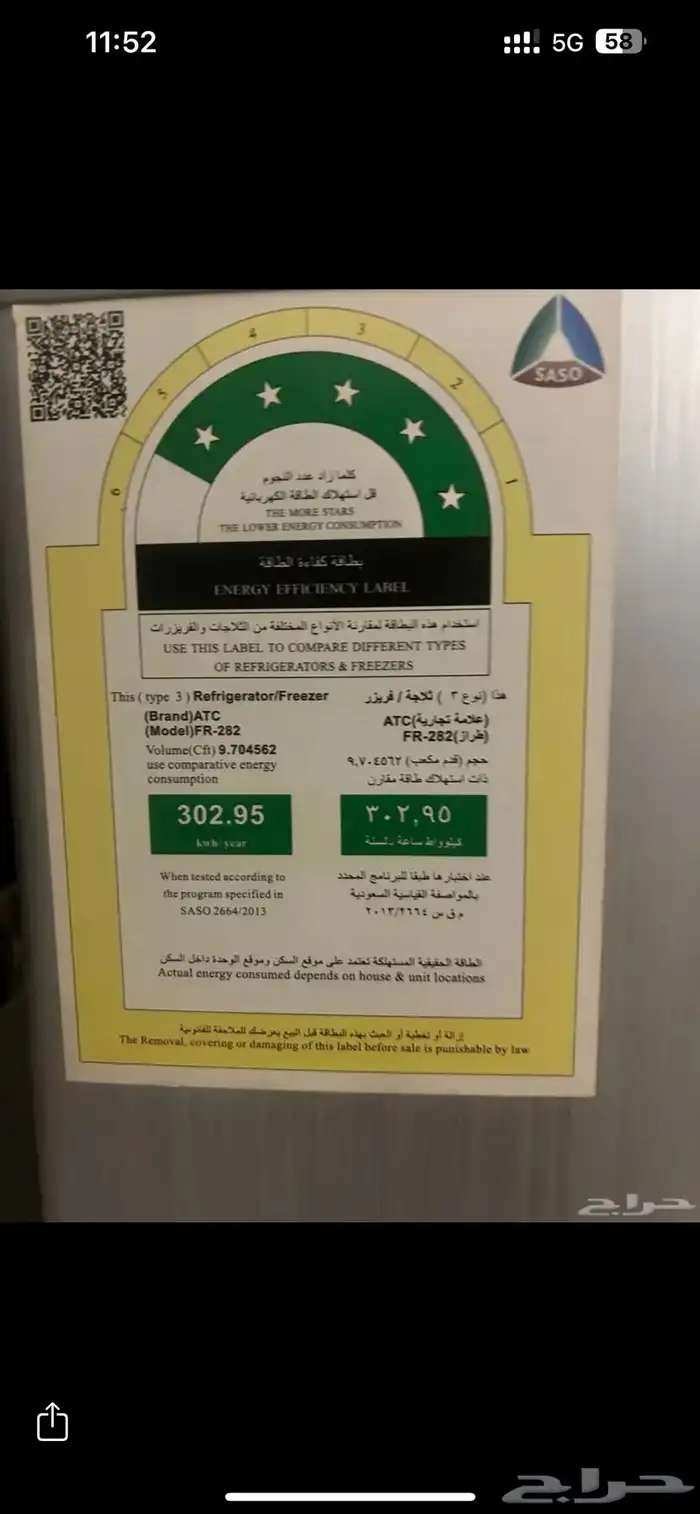 11:52
5G
58
SASO
6
5
4
3
2
1
كلما زاد عدد النجوم
قل استهلاك الطاقة الكهربائية
THE MORE STARS
THE LOWER ENERGY CONSUMPTION
بطاقة كفاءة الطاقة
ENERGY EFFICIENCY LABEL
استخدام هذه البطاقة لمقارنة الأنواع المختلفة من الثلاجات والفريزرات
USE THIS LABEL TO COMPARE DIFFERENT TYPES
OF REFRIGERATORS & FREEZERS
This ( type 3 ) Refrigerator/Freezer
(Brand)ATC
(Model)FR-282
Volume(Cft) 9.704562
use comparative energy
consumption
302.95
kwh/ year
When tested according to
the program specified in
SASO 2664/2013
هذا (نوع ٣ ) ثلاجة / فريزر
(علامة تجارية)ATC
(طراز)FR-282
حجم (قدم مكعب) ٩,٧٠٤٥٦٢
ذات استهلاك طاقة مقارن
٣٠٢,٩٥
كيلوواط ساعة بالسنة
عند اختبارها طبقا للبرنامج المحدد
بالمواصفة القياسية السعودية
م ق س ٢٠١٣/٢٦٦٤
الطاقة الحقيقية المستهلكة تعتمد على موقع السكن وموقع الوحدة داخل السكن
Actual energy consumed depends on house & unit locations
إزالة أو تغطية أو العبث بهذه البطاقة قبل البيع يعرضك للملاحقة القانونية
The Removal, covering or damaging of this label before sale is punishable by law
حراج
حراج